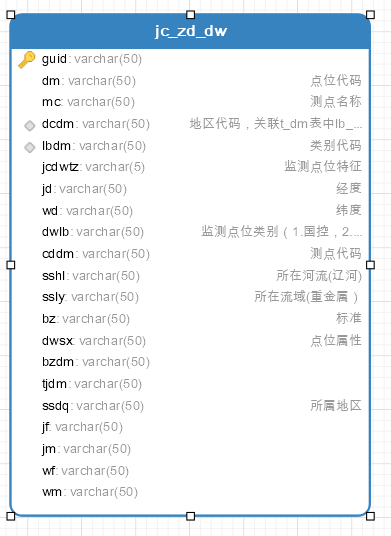 jc_zd_dw
guid: varchar(50)
dm: varchar(50) 点位代码
mc: varchar(50) 测点名称
dcdm: varchar(50) 地区代码，关联t_dm表中lb_...
lbdm: varchar(50) 类别代码
jcdwtz: varchar(5) 监测点位特征
jd: varchar(50) 经度
wd: varchar(50) 纬度
dwlb: varchar(50) 监测点位类别（1.国控，2....
cddm: varchar(50) 测点代码
sshl: varchar(50) 所在河流(辽河)
ssly: varchar(50) 所在流域(重金属）
bz: varchar(50) 标准
dwsx: varchar(50) 点位属性
bzdm: varchar(50)
tjdm: varchar(50)
ssdq: varchar(50) 所属地区
jf: varchar(50)
jm: varchar(50)
wf: varchar(50)
wm: varchar(50)